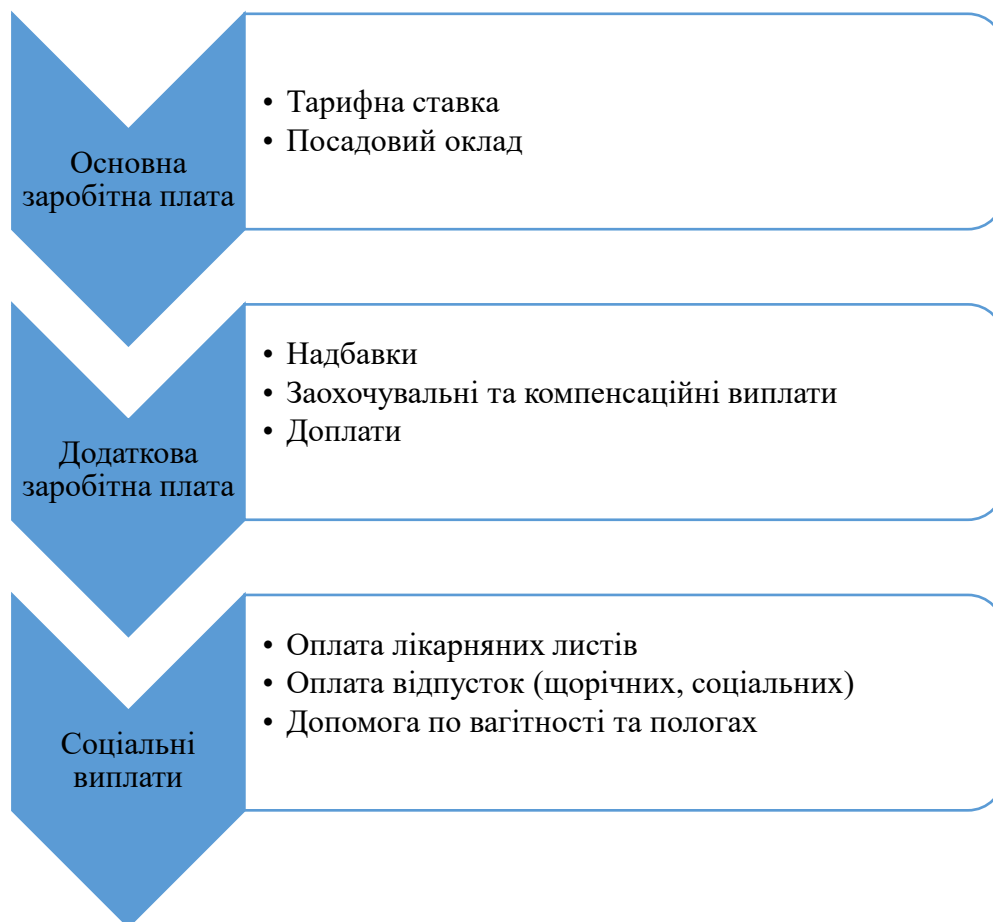 Основна
заробітна плата
• Тарифна ставка
• Посадовий оклад
Додаткова
заробітна плата
• Надбавки
• Заохочувальні та компенсаційні виплати
• Доплати
Соціальні
виплати
• Оплата лікарняних листів
• Оплата відпусток (щорічних, соціальних)
• Допомога по вагітності та пологах